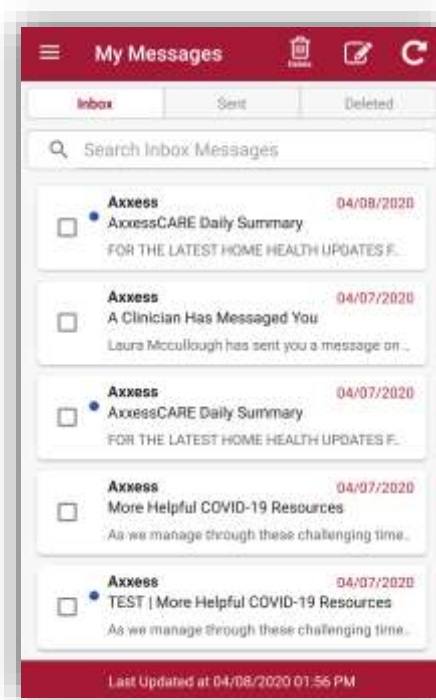 My Messages
Delete
Inbox Sent Deleted
Search Inbox Messages
Axxess 04/08/2020
AxxessCARE Daily Summary
FOR THE LATEST HOME HEALTH UPDATES F..
Axxess 04/07/2020
A Clinician Has Messaged You
Laura Mccullough has sent you a message on ..
Axxess 04/07/2020
AxxessCARE Daily Summary
FOR THE LATEST HOME HEALTH UPDATES F..
Axxess 04/07/2020
More Helpful COVID-19 Resources
As we manage through these challenging time..
Axxess 04/07/2020
TEST | More Helpful COVID-19 Resources
As we manage through these challenging time..
Last Updated at 04/08/2020 01:56 PM